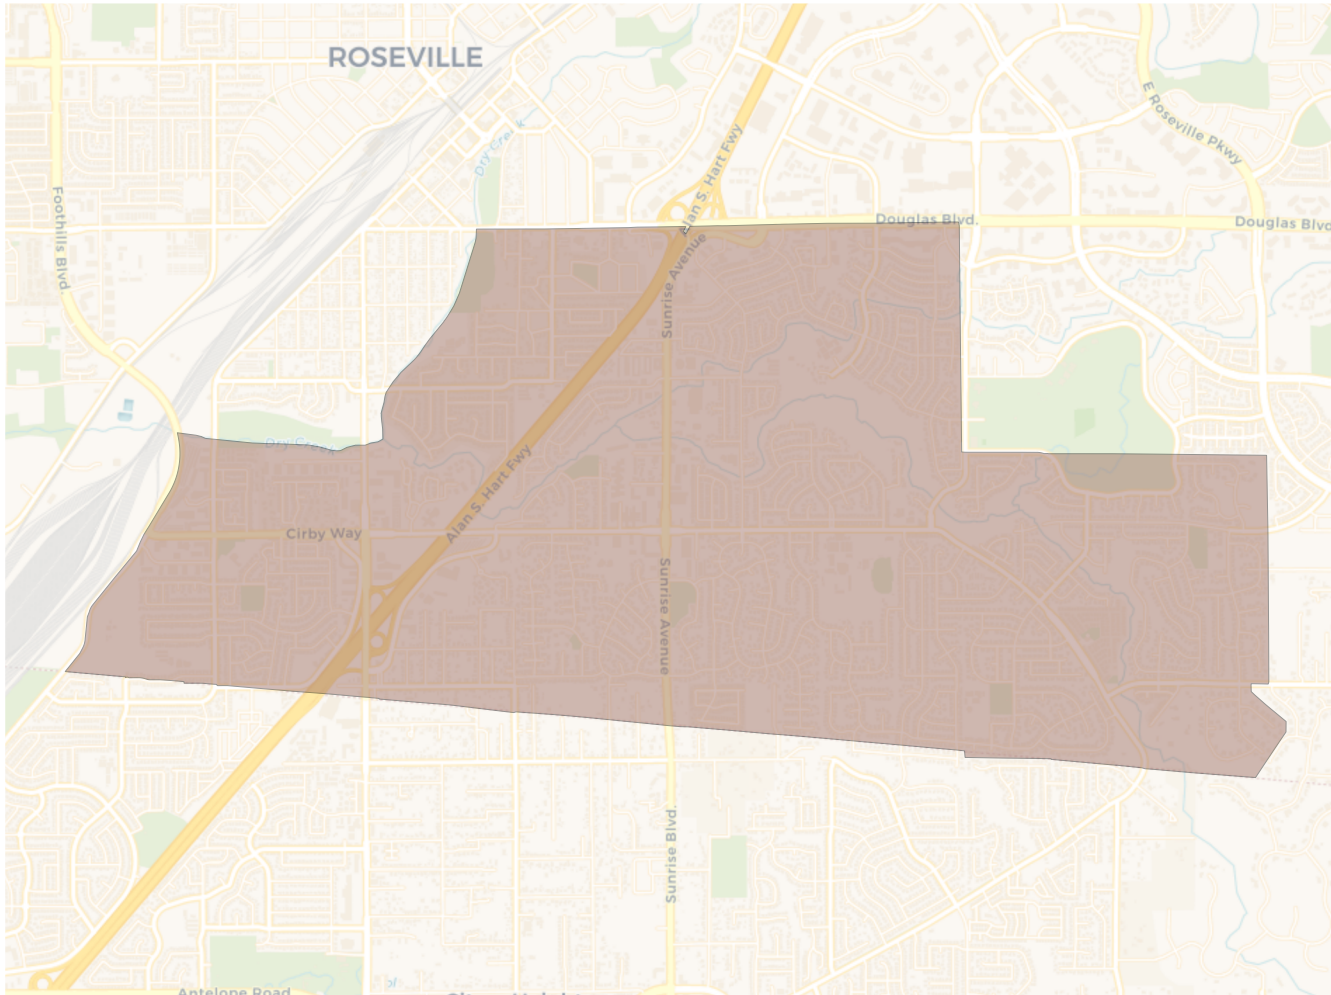 ROSEVILLE
E Roseville Pkwy
Dry Creek
Alan S. Hart Fwy
Foothills Blvd
Douglas Blvd.
Douglas Blvd
Sunrise Avenue
Dry Creek
Alan S. Hart Fwy
Cirby Way
Sunrise Avenue
Sunrise Blvd.
Antelope Road